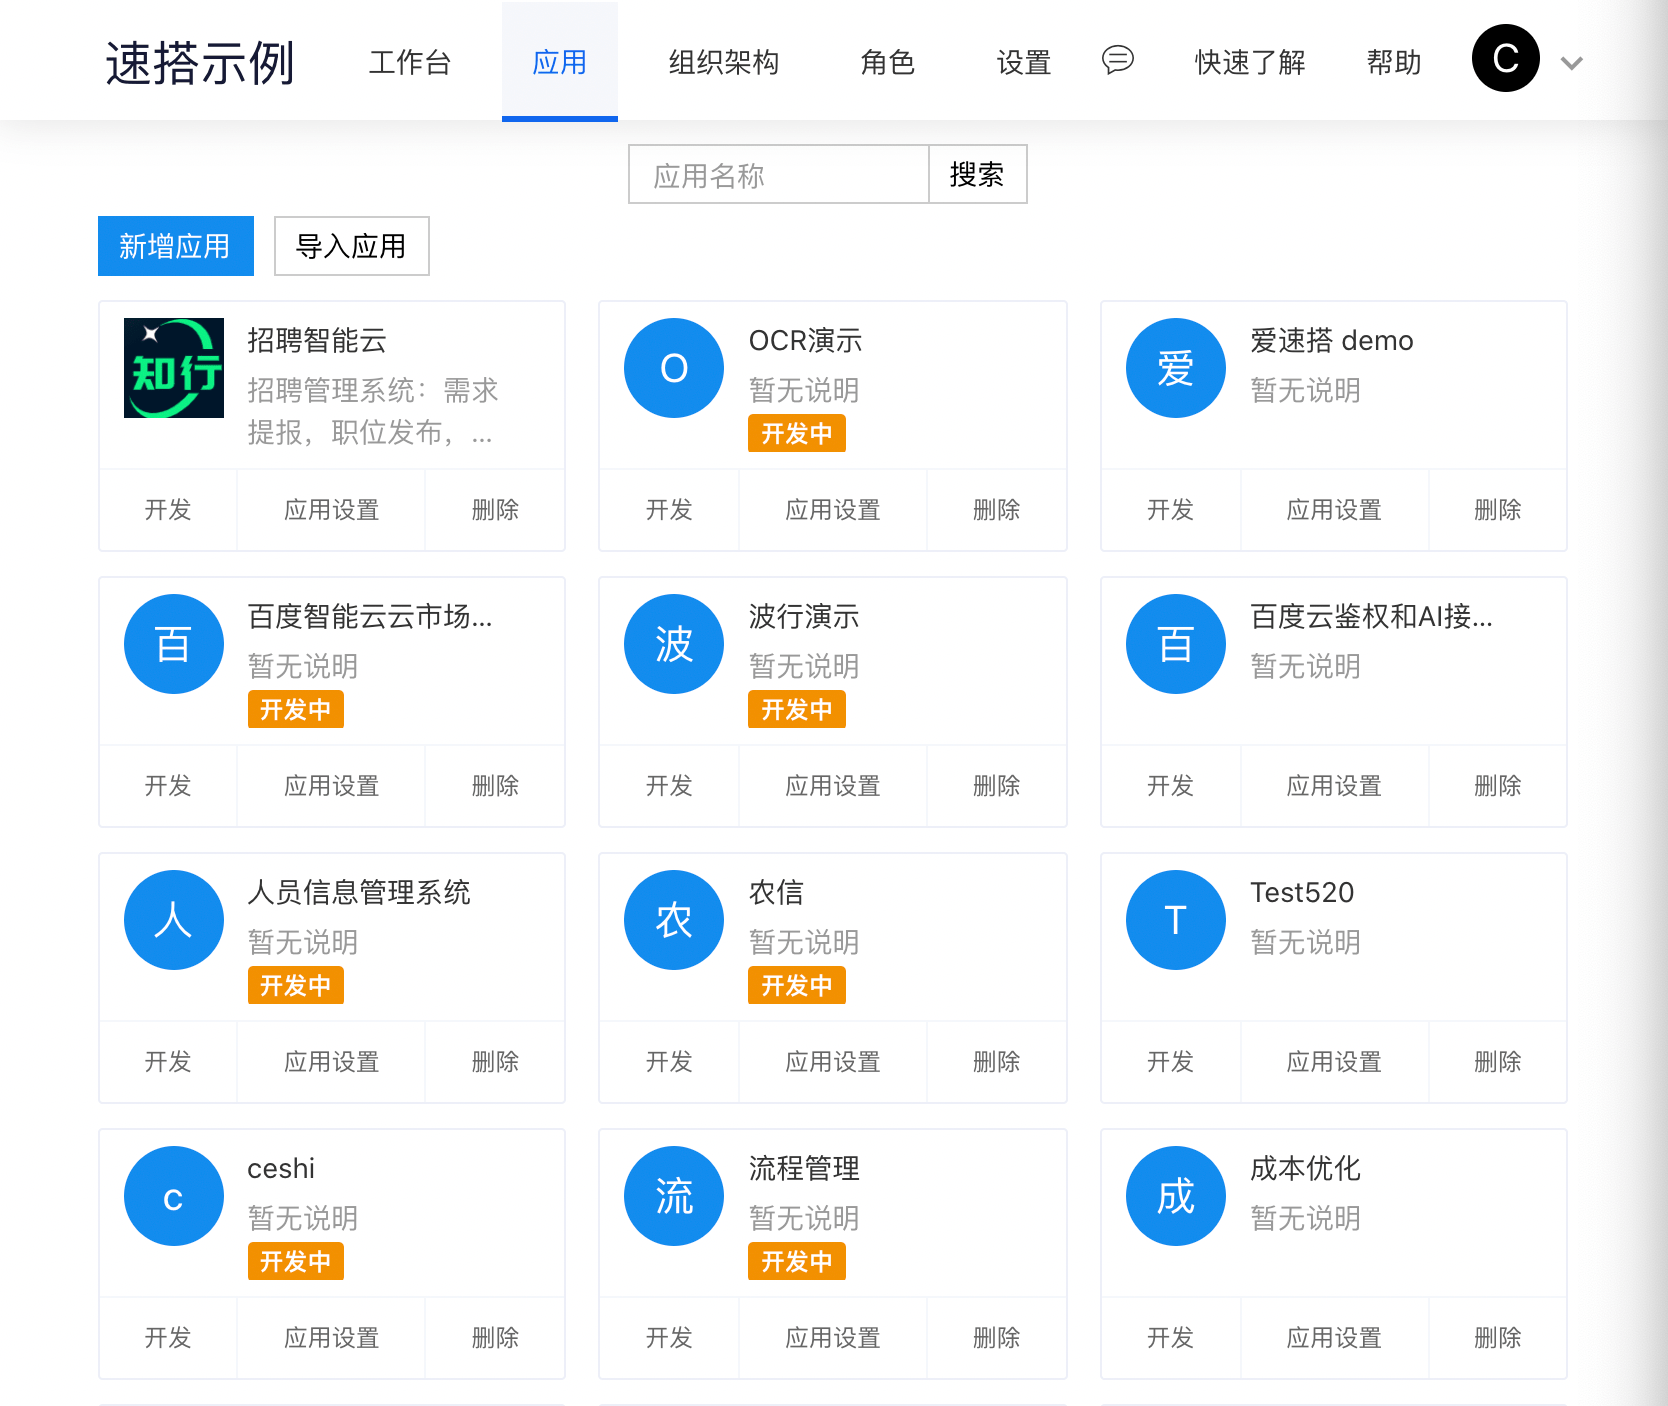 速搭示例 工作台 应用 组织架构 角色 设置 快速了解 帮助 C
应用名称 搜索
新增应用 导入应用
知行
招聘智能云
招聘管理系统：需求
提报，职位发布，...
开发 应用设置 删除
O
OCR演示
暂无说明
开发中
开发 应用设置 删除
爱
爱速搭 demo
暂无说明
开发 应用设置 删除
百
百度智能云云市场...
暂无说明
开发中
开发 应用设置 删除
波
波行演示
暂无说明
开发中
开发 应用设置 删除
百
百度云鉴权和AI接...
暂无说明
开发 应用设置 删除
人
人员信息管理系统
暂无说明
开发中
开发 应用设置 删除
农
农信
暂无说明
开发中
开发 应用设置 删除
T
Test520
暂无说明
开发 应用设置 删除
c
ceshi
暂无说明
开发中
开发 应用设置 删除
流
流程管理
暂无说明
开发中
开发 应用设置 删除
成
成本优化
暂无说明
开发 应用设置 删除